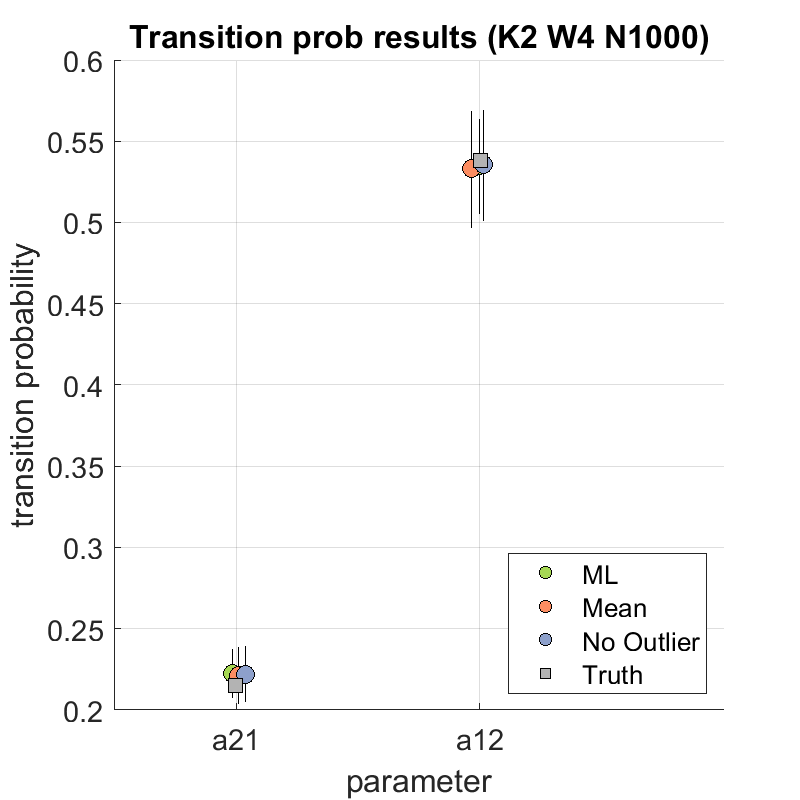 Transition prob results (K2 W4 N1000)
0.6
0.55
0.5
0.45
0.4
0.35
0.3
0.25
0.2
transition probability
ML
Mean
No Outlier
Truth
a21 a12
parameter